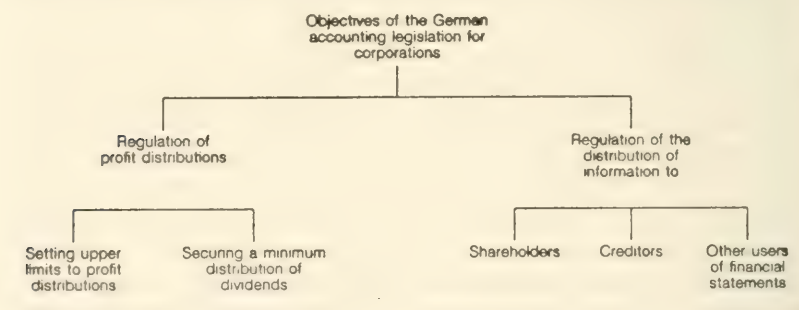 Objectives of the German
accounting legislation for
corporations
Regulation of
profit distributions
Regulation of the
distribution of
information to
Setting upper
limits to profit
distributions
Securing a minimum
distribution of
dividends
Shareholders
Creditors
Other users
of financial
statements